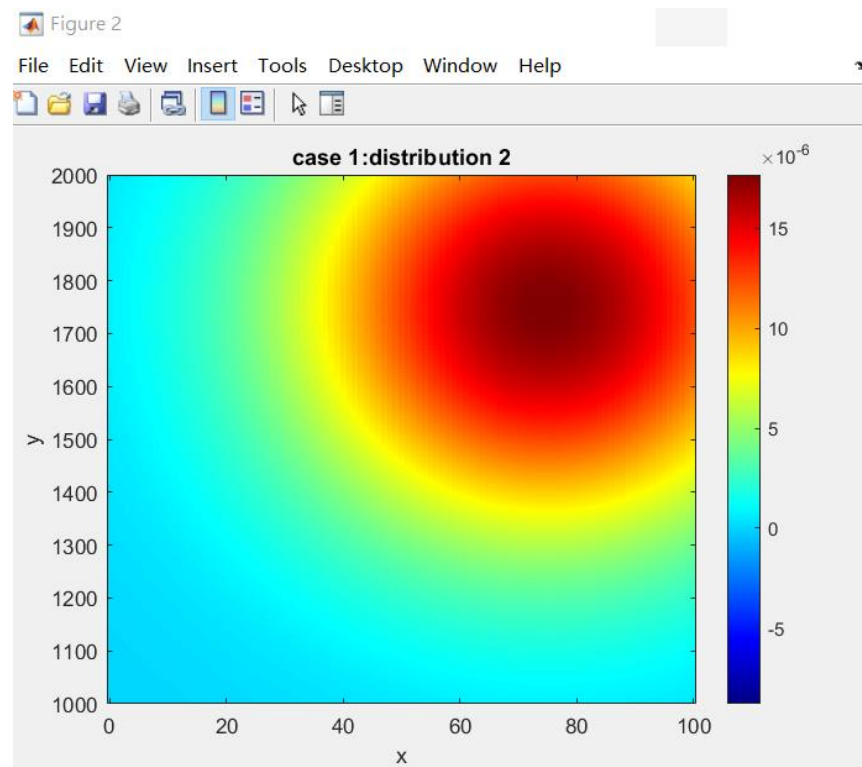 Figure 2
File Edit View Insert Tools Desktop Window Help
case 1:distribution 2
×10-6
2000
1900
1800
1700
1600
1500
1400
1300
1200
1100
1000
y
0 20 40 60 80 100
x
15
10
5
0
-5